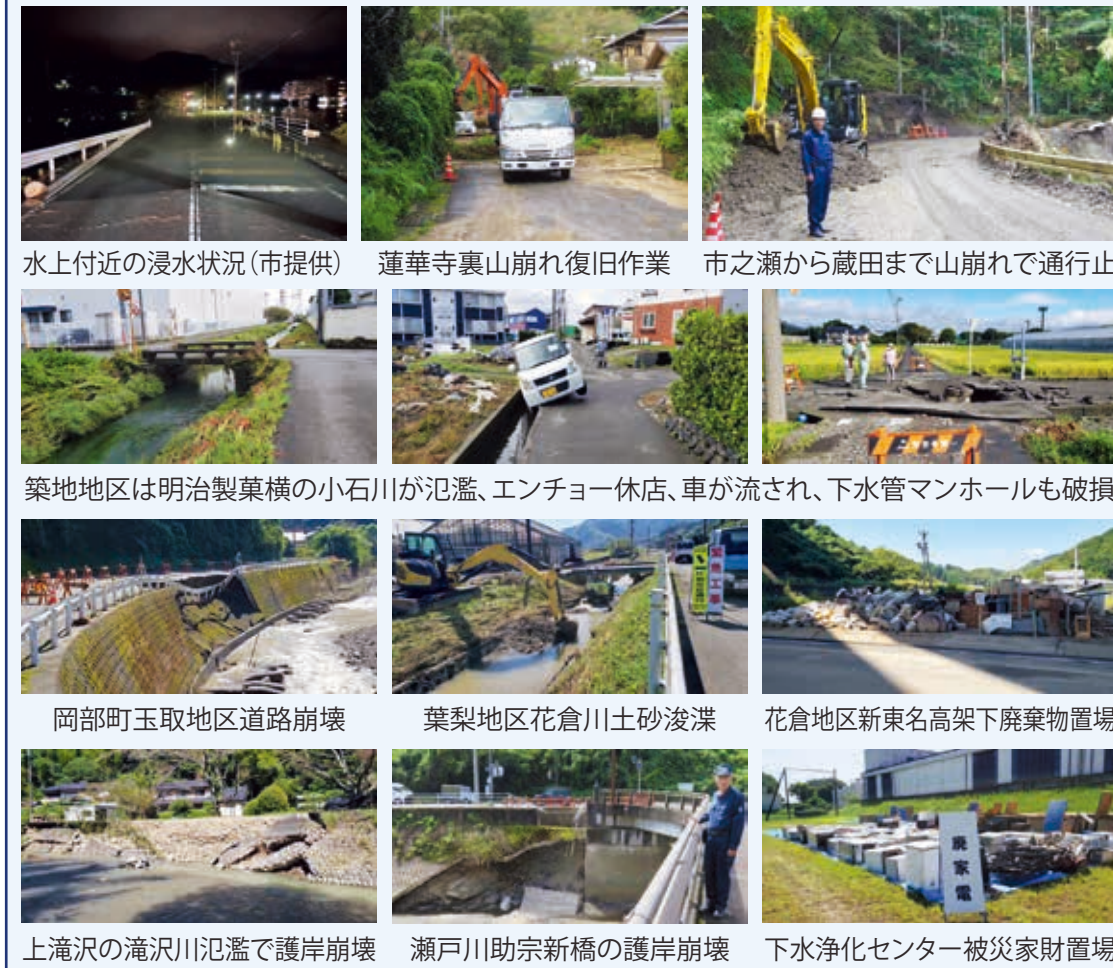 水上付近の浸水状況(市提供)
蓮華寺裏山崩れ復旧作業
市之瀬から蔵田まで山崩れで通行止
築地地区は明治製菓横の小石川が氾濫、エンチョー休店、車が流され、下水管マンホールも破損
緊急工事
岡部町玉取地区道路崩壊
葉梨地区花倉川土砂浚渫
花倉地区新東名高架下廃棄物置場
廃家電
上滝沢の滝沢川氾濫で護岸崩壊
瀬戸川助宗新橋の護岸崩壊
下水浄化センター被災家財置場